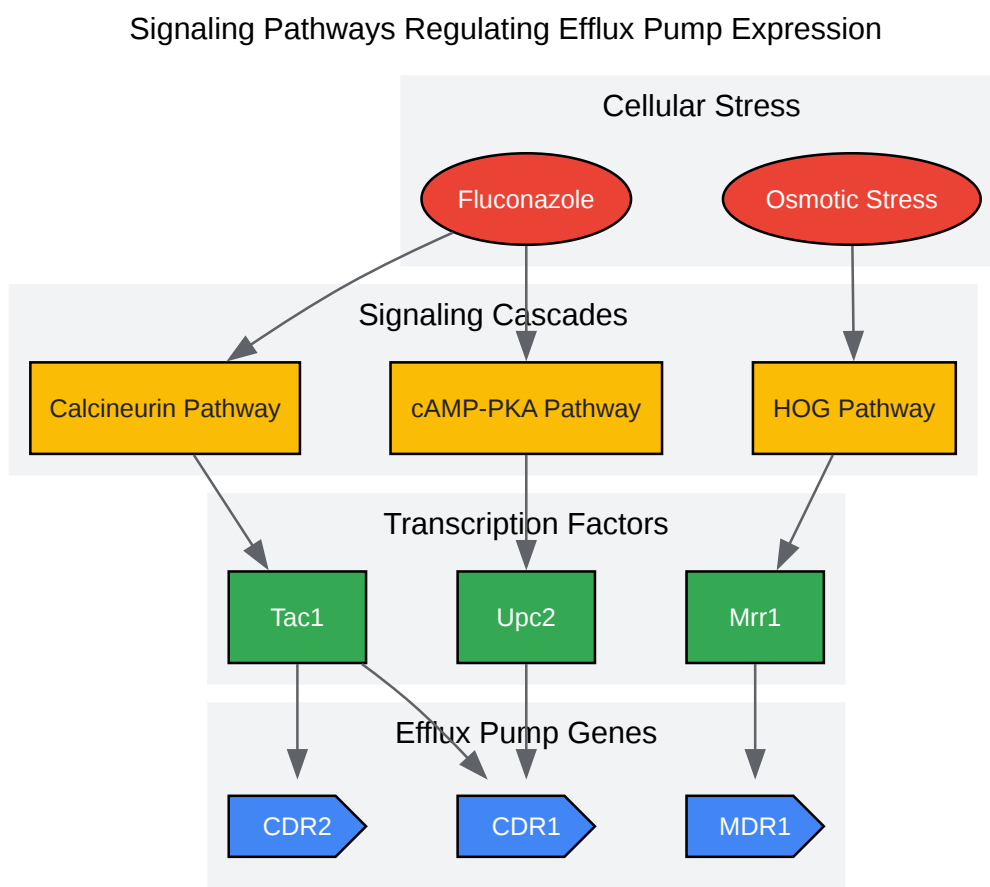 Signaling Pathways Regulating Efflux Pump Expression
Cellular Stress
Fluconazole
Osmotic Stress
Signaling Cascades
Calcineurin Pathway
cAMP-PKA Pathway
HOG Pathway
Transcription Factors
Tac1
Upc2
Mrr1
Efflux Pump Genes
CDR2
CDR1
MDR1